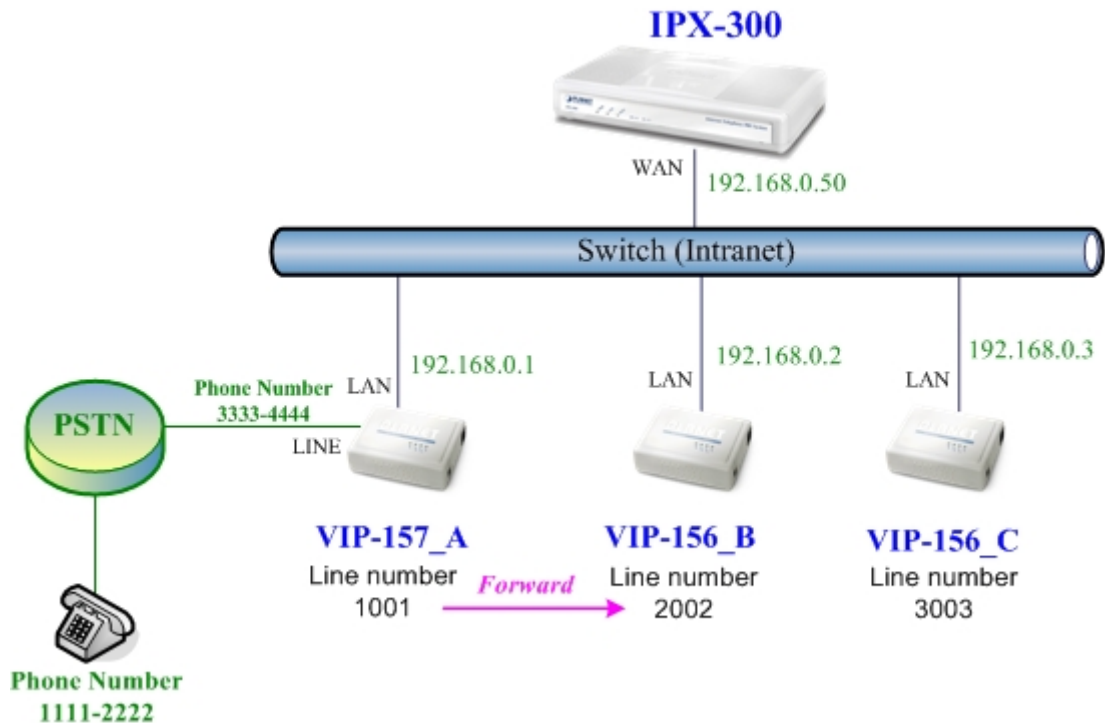 IPX-300
WAN
192.168.0.50
Switch (Intranet)
192.168.0.1
192.168.0.2
192.168.0.3
Phone Number
3333-4444
LAN
LAN
LAN
PSTN
LINE
VIP-157_A
VIP-156_B
VIP-156_C
Line number
1001
Forward
Line number
2002
Line number
3003
Phone Number
1111-2222